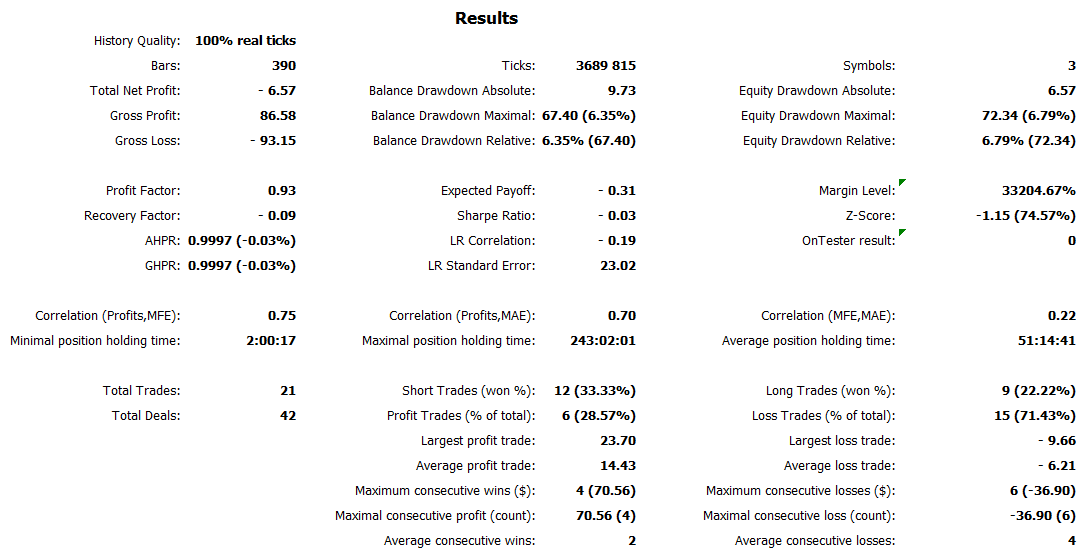 Results
History Quality: 100% real ticks
Bars: 390 Ticks: 3689 815 Symbols: 3
Total Net Profit: - 6.57 Balance Drawdown Absolute: 9.73 Equity Drawdown Absolute: 6.57
Gross Profit: 86.58 Balance Drawdown Maximal: 67.40 (6.35%) Equity Drawdown Maximal: 72.34 (6.79%)
Gross Loss: - 93.15 Balance Drawdown Relative: 6.35% (67.40) Equity Drawdown Relative: 6.79% (72.34)
Profit Factor: 0.93 Expected Payoff: - 0.31 Margin Level: 33204.67%
Recovery Factor: - 0.09 Sharpe Ratio: - 0.03 Z-Score: -1.15 (74.57%)
AHPR: 0.9997 (-0.03%) LR Correlation: - 0.19 OnTester result: 0
GHPR: 0.9997 (-0.03%) LR Standard Error: 23.02
Correlation (Profits,MFE): 0.75 Correlation (Profits,MAE): 0.70 Correlation (MFE,MAE): 0.22
Minimal position holding time: 2:00:17 Maximal position holding time: 243:02:01 Average position holding time: 51:14:41
Total Trades: 21 Short Trades (won %): 12 (33.33%) Long Trades (won %): 9 (22.22%)
Total Deals: 42 Profit Trades (% of total): 6 (28.57%) Loss Trades (% of total): 15 (71.43%)
Largest profit trade: 23.70 Largest loss trade: - 9.66
Average profit trade: 14.43 Average loss trade: - 6.21
Maximum consecutive wins ($): 4 (70.56) Maximum consecutive losses ($): 6 (-36.90)
Maximal consecutive profit (count): 70.56 (4) Maximal consecutive loss (count): -36.90 (6)
Average consecutive wins: 2 Average consecutive losses: 4